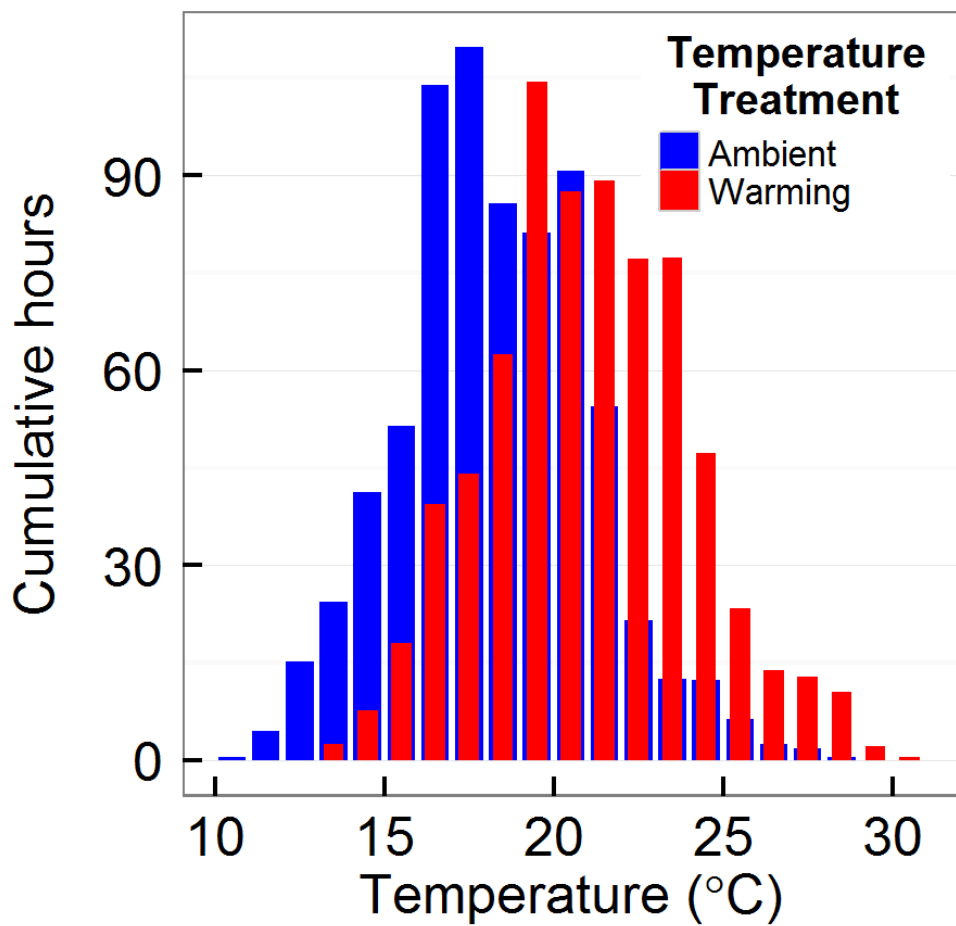 Temperature
Treatment
Ambient
Warming
Cumulative hours
90
60
30
0
10 15 20 25 30
Temperature (°C)